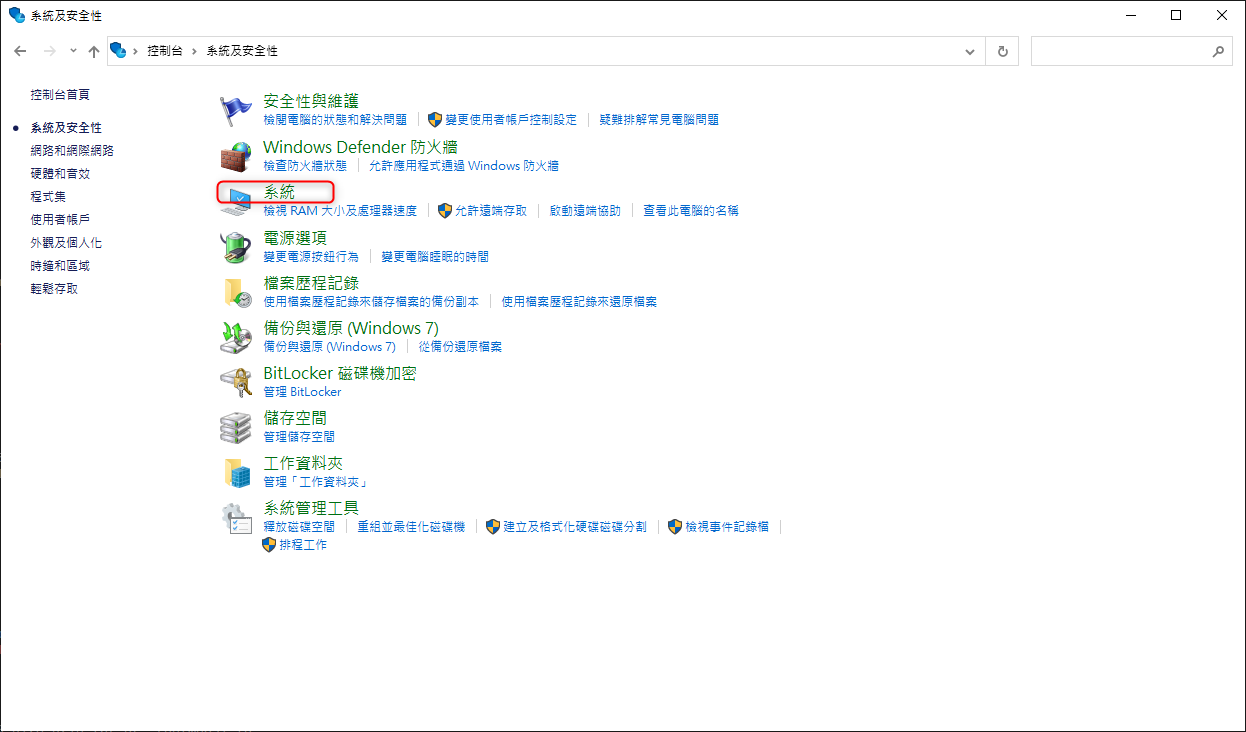 系統及安全性
控制台 › 系統及安全性
控制台首頁
系統及安全性
網路和網際網路
硬體和音效
程式集
使用者帳戶
外觀及個人化
時鐘和區域
輕鬆存取
安全性與維護
檢閱電腦的狀態和解決問題 變更使用者帳戶控制設定 疑難排解常見電腦問題
Windows Defender 防火牆
檢查防火牆狀態 允許應用程式通過 Windows 防火牆
系統
檢視 RAM 大小及處理器速度 允許遠端存取 啟動遠端協助 查看此電腦的名稱
電源選項
變更電源按鈕行為 變更電腦睡眠的時間
檔案歷程記錄
使用檔案歷程記錄來儲存檔案的備份副本 使用檔案歷程記錄來還原檔案
備份與還原 (Windows 7)
備份與還原 (Windows 7) 從備份還原檔案
BitLocker 磁碟機加密
管理 BitLocker
儲存空間
管理儲存空間
工作資料夾
管理「工作資料夾」
系統管理工具
釋放磁碟空間 重組並最佳化磁碟機 建立及格式化硬碟磁碟分割 檢視事件記錄檔
排程工作